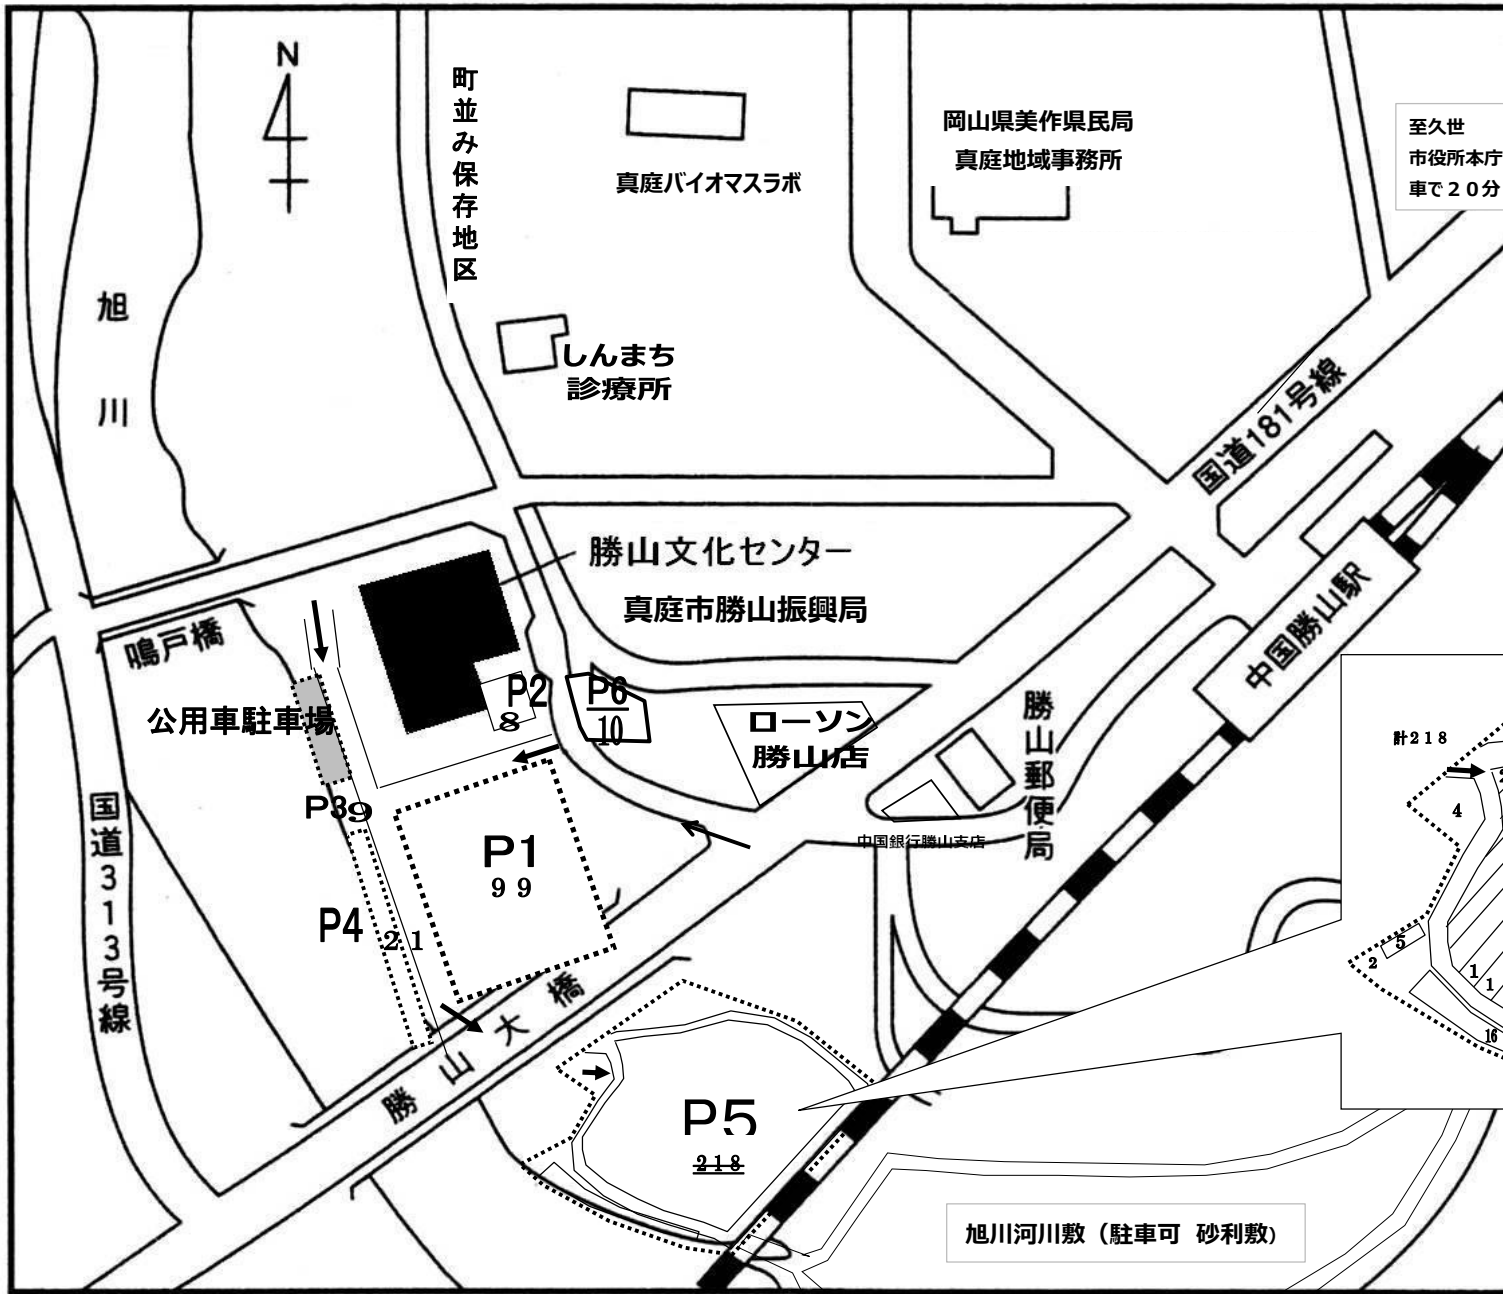 N
町並み保存地区
真庭バイオマスラボ
岡山県美作県民局
真庭地域事務所
至久世
市役所本庁
車で20分
旭川
しんまち
診療所
国道181号線
勝山文化センター
真庭市勝山振興局
中国勝山駅
鳴戸橋
公用車駐車場
P2
8
P6
10
ローソン
勝山店
勝山郵便局
中国銀行勝山支店
P3 9
P1
99
P4
21
国道313号線
勝山大橋
P5
218
計218
4
2
5
2
1
1
16
旭川河川敷（駐車可 砂利敷）